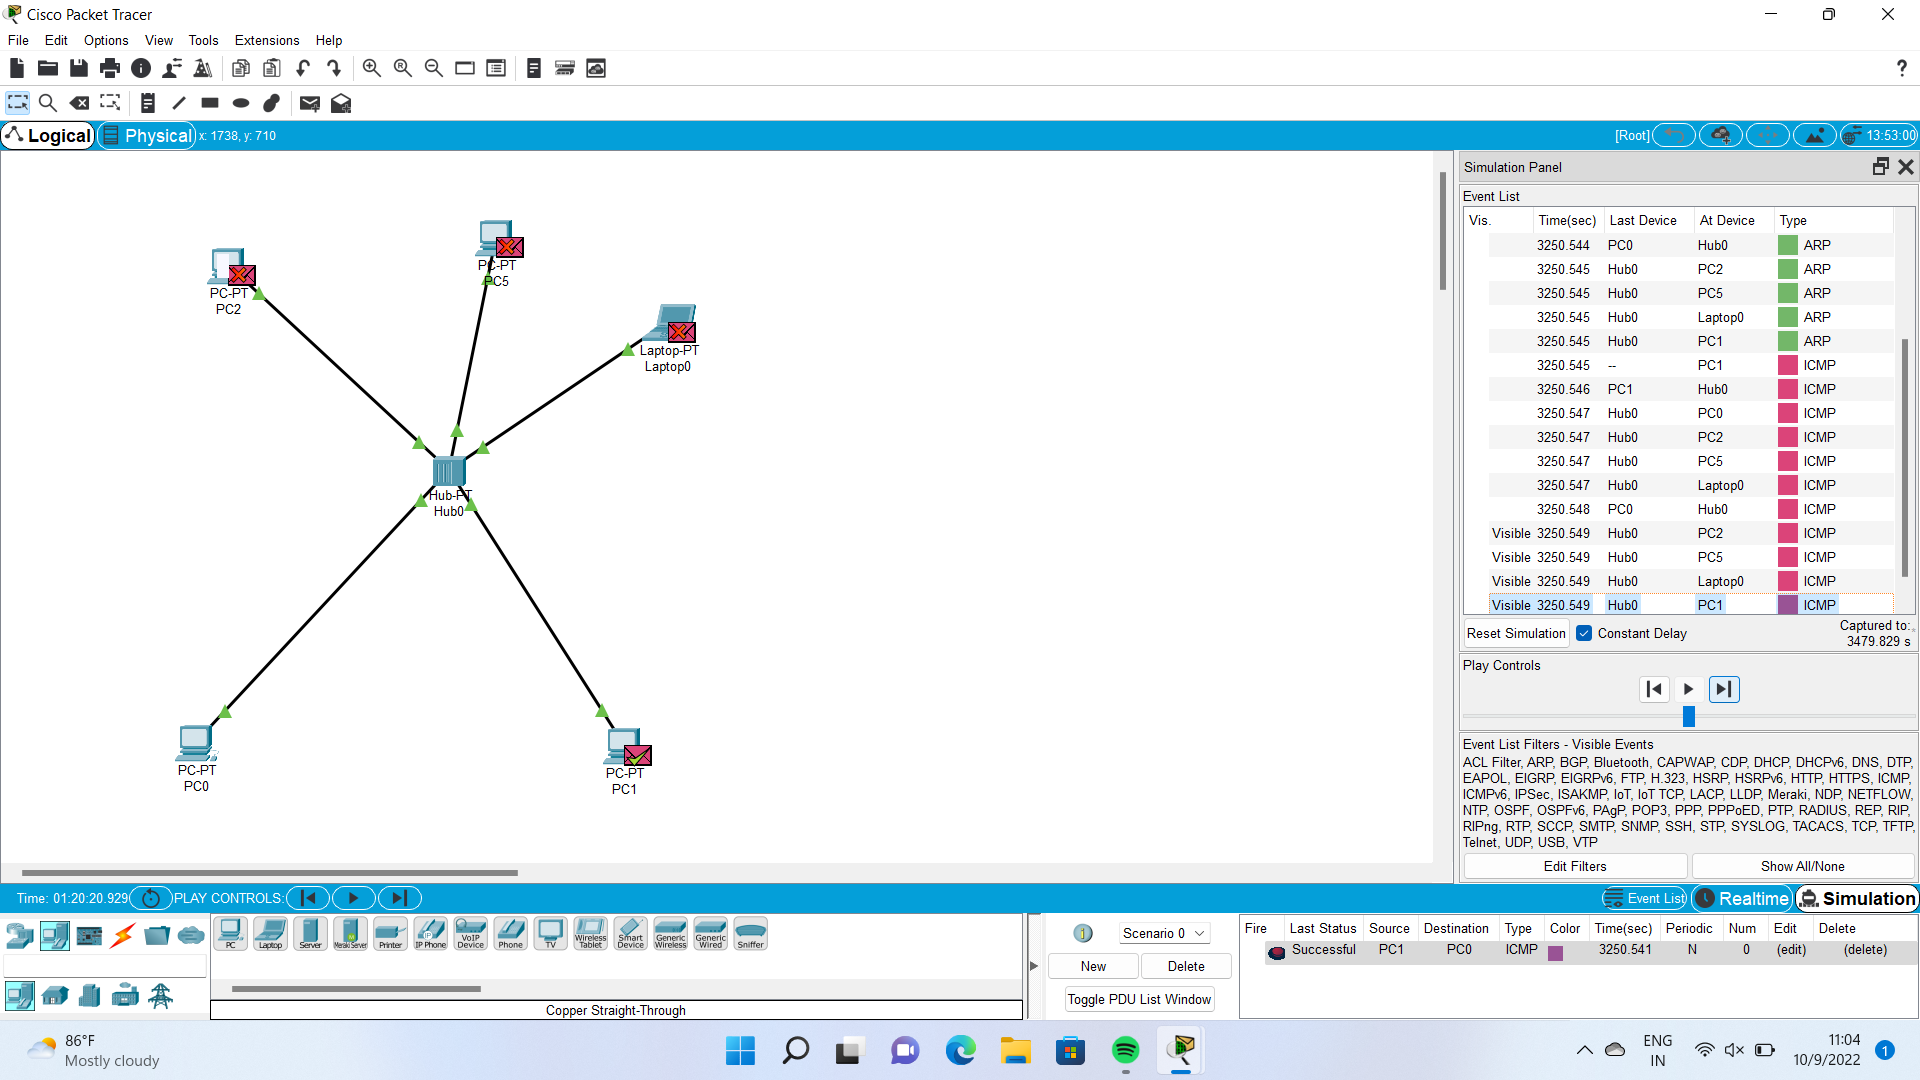 Cisco Packet Tracer
File Edit Options View Tools Extensions Help
?
Logical Physical x: 1738, y: 710 [Root] 13:53:00
PC-PT
PC2
PC-PT
PC5
Laptop-PT
Laptop0
Hub-PT
Hub0
PC-PT
PC0
PC-PT
PC1
Simulation Panel
Event List
Vis. Time(sec) Last Device At Device Type
3250.544 PC0 Hub0 ARP
3250.545 Hub0 PC2 ARP
3250.545 Hub0 PC5 ARP
3250.545 Hub0 Laptop0 ARP
3250.545 Hub0 PC1 ARP
3250.545 -- PC1 ICMP
3250.546 PC1 Hub0 ICMP
3250.547 Hub0 PC0 ICMP
3250.547 Hub0 PC2 ICMP
3250.547 Hub0 PC5 ICMP
3250.547 Hub0 Laptop0 ICMP
3250.548 PC0 Hub0 ICMP
Visible 3250.549 Hub0 PC2 ICMP
Visible 3250.549 Hub0 PC5 ICMP
Visible 3250.549 Hub0 Laptop0 ICMP
Visible 3250.549 Hub0 PC1 ICMP
Reset Simulation Constant Delay
Captured to:
3479.829 s
Play Controls
Event List Filters - Visible Events
ACL Filter, ARP, BGP, Bluetooth, CAPWAP, CDP, DHCP, DHCPv6, DNS, DTP,
EAPOL, EIGRP, EIGRPv6, FTP, H.323, HSRP, HSRPv6, HTTP, HTTPS, ICMP,
ICMPv6, IPSec, ISAKMP, IoT, IoT TCP, LACP, LLDP, Meraki, NDP, NETFLOW,
NTP, OSPF, OSPFv6, PAgP, POP3, PPP, PPPoED, PTP, RADIUS, REP, RIP,
RIPng, RTP, SCCP, SMTP, SNMP, SSH, STP, SYSLOG, TACACS, TCP, TFTP,
Telnet, UDP, USB, VTP
Edit Filters Show All/None
Time: 01:20:20.929 PLAY CONTROLS: Event List Realtime Simulation
PC Laptop Server Meraki Server Printer IP Phone VoIP Device Phone TV Wireless Tablet Smart Device Generic Wireless Generic Wired Sniffer
Copper Straight-Through
1 Scenario 0
New Delete
Toggle PDU List Window
Fire Last Status Source Destination Type Color Time(sec) Periodic Num Edit Delete
Successful PC1 PC0 ICMP 3250.541 N 0 (edit) (delete)
86°F
Mostly cloudy
ENG
IN
11:04
10/9/2022
1